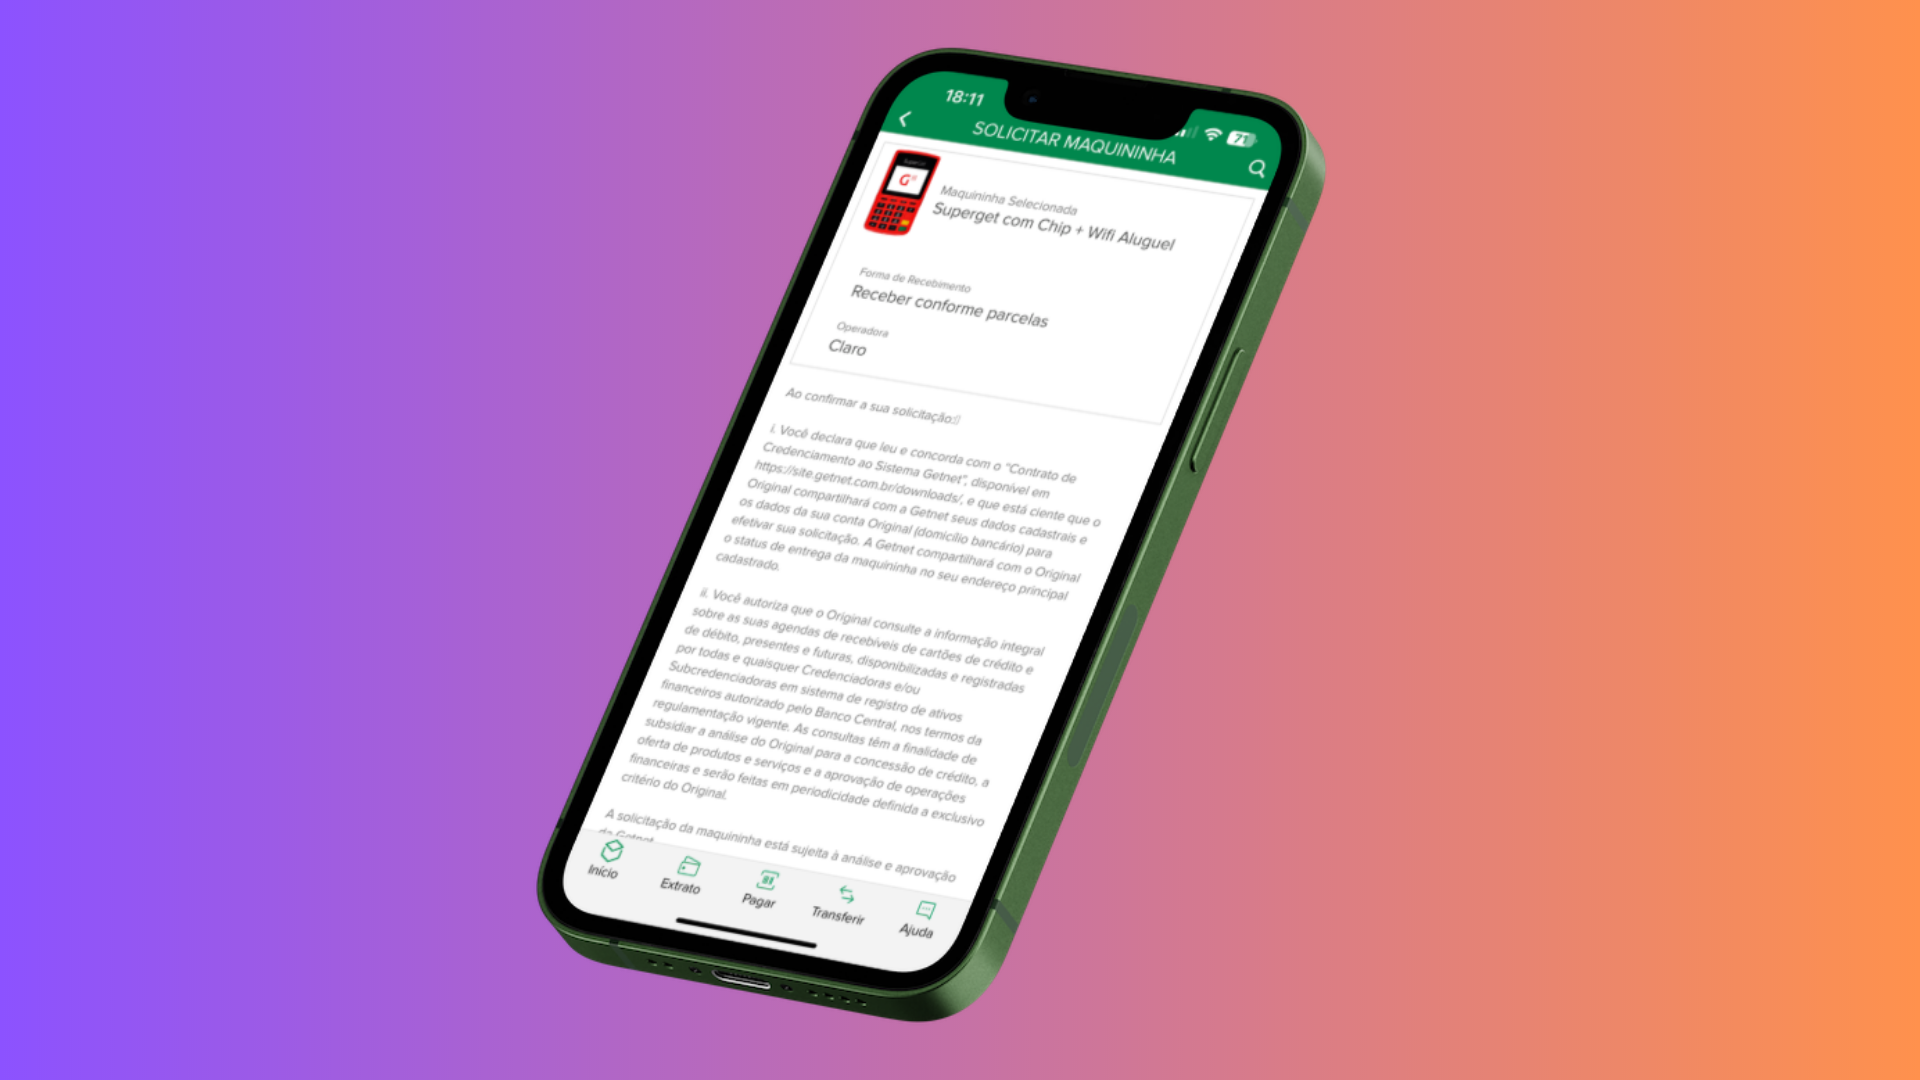 18:11
71
SOLICITAR MAQUININHA
Maquininha Selecionada
Superget com Chip + Wifi Aluguel
Forma de Recebimento
Receber conforme parcelas
Operadora
Claro
Ao confirmar a sua solicitação:
i. Você declara que leu e concorda com o "Contrato de
Credenciamento ao Sistema Getnet", disponível em
https://site.getnet.com.br/downloads/, e que está ciente que o
Original compartilhará com a Getnet seus dados cadastrais e
os dados da sua conta Original (domicílio bancário) para
efetivar sua solicitação. A Getnet compartilhará com o Original
o status de entrega da maquininha no seu endereço principal
cadastrado.
ii. Você autoriza que o Original consulte a informação integral
sobre as suas agendas de recebíveis de cartões de crédito e
de débito, presentes e futuras, disponibilizadas e registradas
por todas e quaisquer Credenciadoras e/ou
Subcredenciadoras em sistema de registro de ativos
financeiros autorizado pelo Banco Central, nos termos da
regulamentação vigente. As consultas têm a finalidade de
subsidiar a análise do Original para a concessão de crédito, a
oferta de produtos e serviços e a aprovação de operações
financeiras e serão feitas em periodicidade definida a exclusivo
critério do Original.
A solicitação da maquininha está sujeita à análise e aprovação
da Getnet
Início
Extrato
Pagar
Transferir
Ajuda